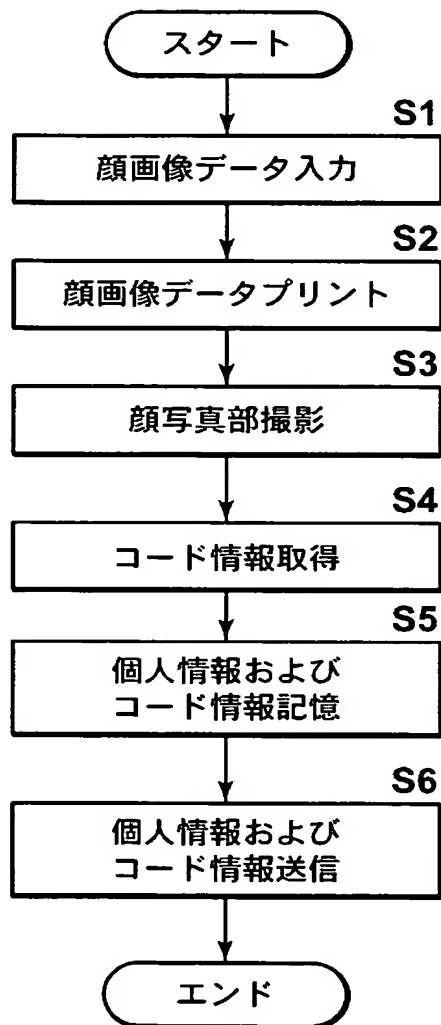 スタート
S1
顔画像データ入力
S2
顔画像データプリント
S3
顔写真部撮影
S4
コード情報取得
S5
個人情報および
コード情報記憶
S6
個人情報および
コード情報送信
エンド